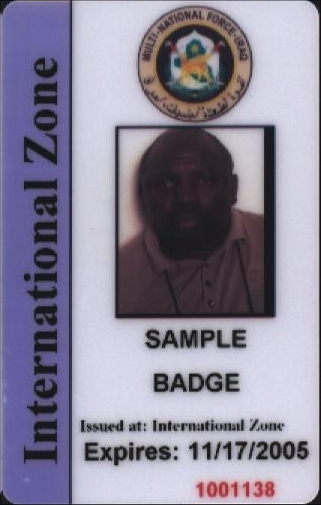 International Zone
MULTI-NATIONAL FORCE-IRAQ
SAMPLE
BADGE
Issued at: International Zone
Expires: 11/17/2005
1001138